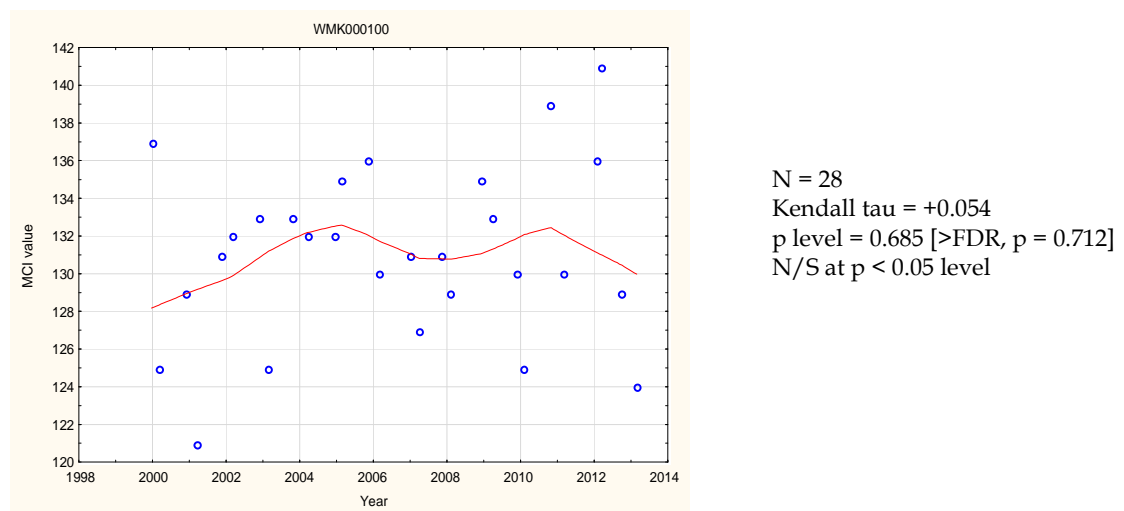 WMK000100
MCI value
142
140
138
136
134
132
130
128
126
124
122
120
1998 2000 2002 2004 2006 2008 2010 2012 2014
Year
N = 28
Kendall tau = +0.054
p level = 0.685 [>FDR, p = 0.712]
N/S at p < 0.05 level